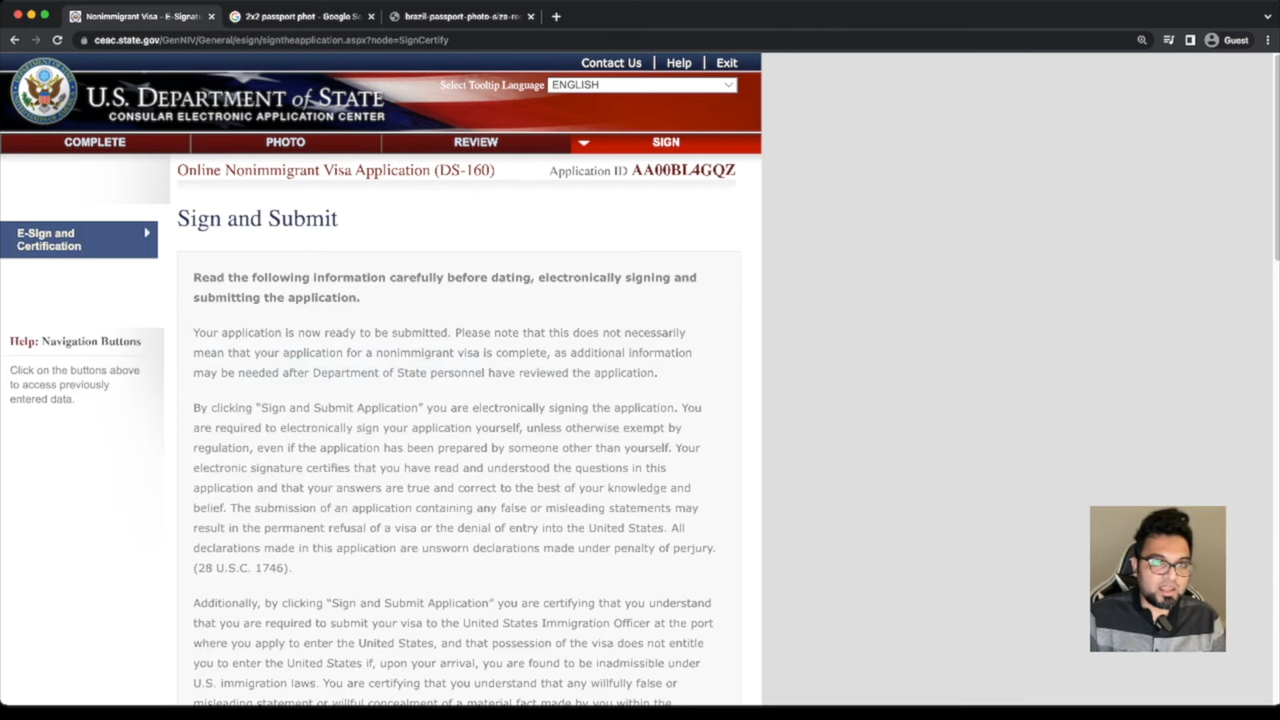 Nonimmigrant Visa - E-Signatu
2x2 passport phot - Google Se
brazil-passport-photo-size-re
ceac.state.gov/GenNIV/General/esign/signtheapplication.aspx?node=SignCertify
Guest
Contact Us | Help | Exit
Select Tooltip Language ENGLISH
U.S. DEPARTMENT of STATE
CONSULAR ELECTRONIC APPLICATION CENTER
COMPLETE PHOTO REVIEW SIGN
Online Nonimmigrant Visa Application (DS-160) Application ID AA00BL4GQZ
Sign and Submit
E-Sign and
Certification
Read the following information carefully before dating, electronically signing and
submitting the application.
Your application is now ready to be submitted. Please note that this does not necessarily
mean that your application for a nonimmigrant visa is complete, as additional information
may be needed after Department of State personnel have reviewed the application.
Help: Navigation Buttons
Click on the buttons above
to access previously
entered data.
By clicking “Sign and Submit Application” you are electronically signing the application. You
are required to electronically sign your application yourself, unless otherwise exempt by
regulation, even if the application has been prepared by someone other than yourself. Your
electronic signature certifies that you have read and understood the questions in this
application and that your answers are true and correct to the best of your knowledge and
belief. The submission of an application containing any false or misleading statements may
result in the permanent refusal of a visa or the denial of entry into the United States. All
declarations made in this application are unsworn declarations made under penalty of perjury.
(28 U.S.C. 1746).
Additionally, by clicking “Sign and Submit Application” you are certifying that you understand
that you are required to submit your visa to the United States Immigration Officer at the port
where you apply to enter the United States, and that possession of the visa does not entitle
you to enter the United States if, upon your arrival, you are found to be inadmissible under
U.S. immigration laws. You are certifying that you understand that any willfully false or
misleading statement or willful concealment of a material fact made by you within the